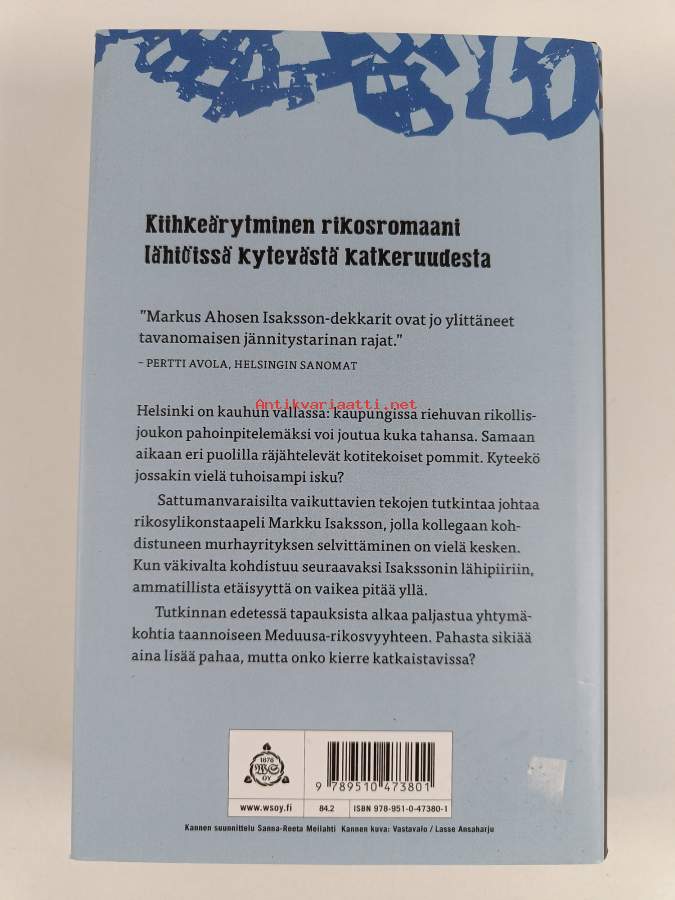 Kiihkeärytminen rikosromaani
lähiöissä kytevästä katkeruudesta
”Markus Ahosen Isaksson-dekkarit ovat jo ylittäneet
tavanomaisen jännitystarinan rajat.”
– PERTTI AVOLA, HELSINGIN SANOMAT
Antikvariaatti.net
Helsinki on kauhun vallassa: kaupungissa riehuvan rikollis-
joukon pahoinpitelemäksi voi joutua kuka tahansa. Samaan
aikaan eri puolilla räjähtelevät kotitekoiset pommit. Kyteekö
jossakin vielä tuhoisampi isku?
Sattumanvaraisilta vaikuttavien tekojen tutkintaa johtaa
rikosylikonstaapeli Markku Isaksson, jolla kollegaan koh-
distuneen murhayrityksen selvittäminen on vielä kesken.
Kun väkivalta kohdistuu seuraavaksi Isakssonin lähipiiriin,
ammatillista etäisyyttä on vaikea pitää yllä.
Tutkinnan edetessä tapauksista alkaa paljastua yhtymä-
kohtia taannoiseen Meduusa-rikosvyyhteen. Pahasta sikiää
aina lisää pahaa, mutta onko kierre katkaistavissa?
1878
WS
OY
9 789510 473801
www.wsoy.fi 84.2 ISBN 978-951-0-47380-1
Kannen suunnittelu Sanna-Reeta Meilahti Kannen kuva: Vastavalo / Lasse Ansaharju